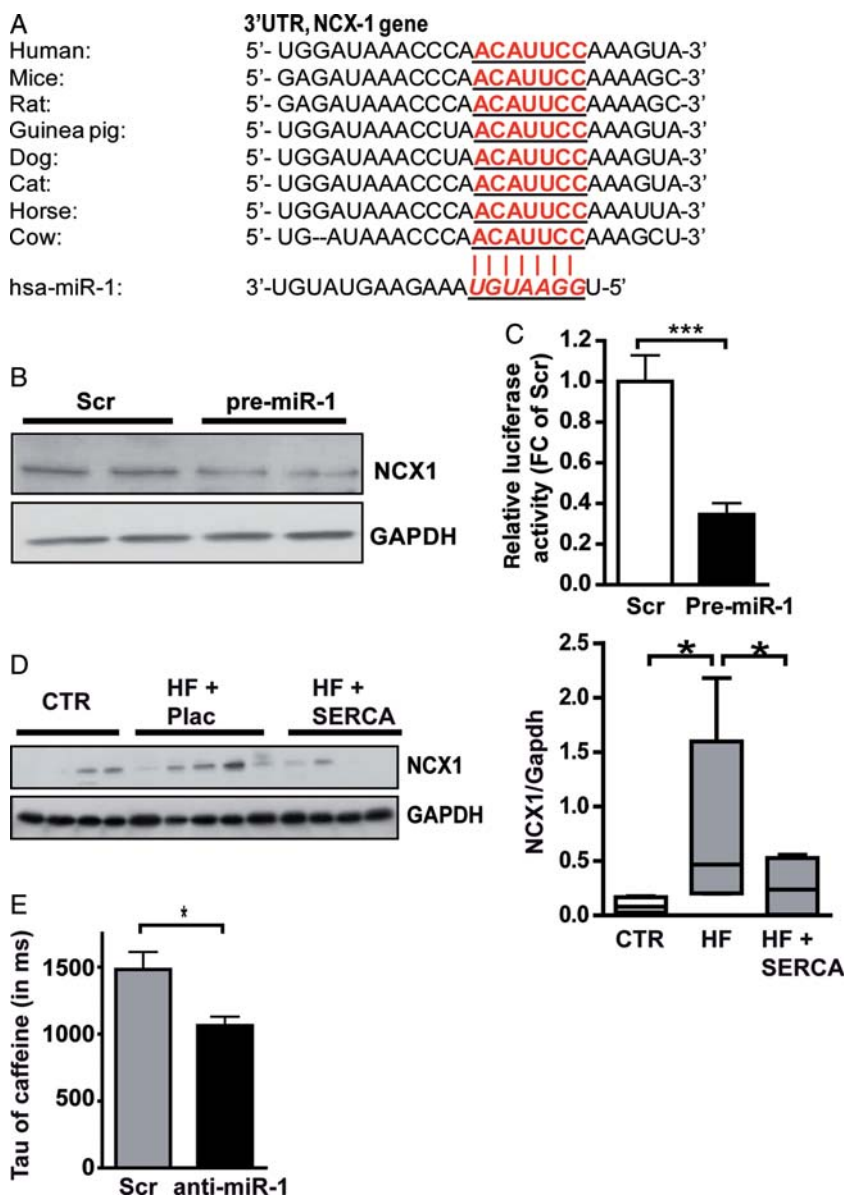 A
3'UTR, NCX-1 gene
Human: 5'- UGGAUAAACCCAACAUUCCAAAGUA-3'
Mice: 5'- GAGAUAAACCCAACAUUCCAAAAGC-3'
Rat: 5'- GAGAUAAACCCAACAUUCCAAAAGC-3'
Guinea pig: 5'- UGGAUAAACCUAACAUUCCAAAGUA-3'
Dog: 5'- UGGAUAAACCUAACAUUCCAAAGUA-3'
Cat: 5'- UGGAUAAACCCAACAUUCCAAAGUA-3'
Horse: 5'- UGGAUAAACCCAACAUUCCAAAUUA-3'
Cow: 5'- UG--AUAAACCCAACAUUCCAAAGCU-3'
hsa-miR-1: 3'-UGUAUGAAGAAAUGUAAGGU-5'
B
Scr pre-miR-1
NCX1
GAPDH
C
Relative luciferase
activity (FC of Scr)
1.2
1.0
0.8
0.6
0.4
0.2
0.0
***
Scr Pre-miR-1
D
CTR HF + Plac HF + SERCA
NCX1
GAPDH
NCX1/Gapdh
2.5
2.0
1.5
1.0
0.5
0.0
* *
CTR HF HF +
SERCA
E
Tau of caffeine (in ms)
1500
1000
500
0
*
Scr anti-miR-1